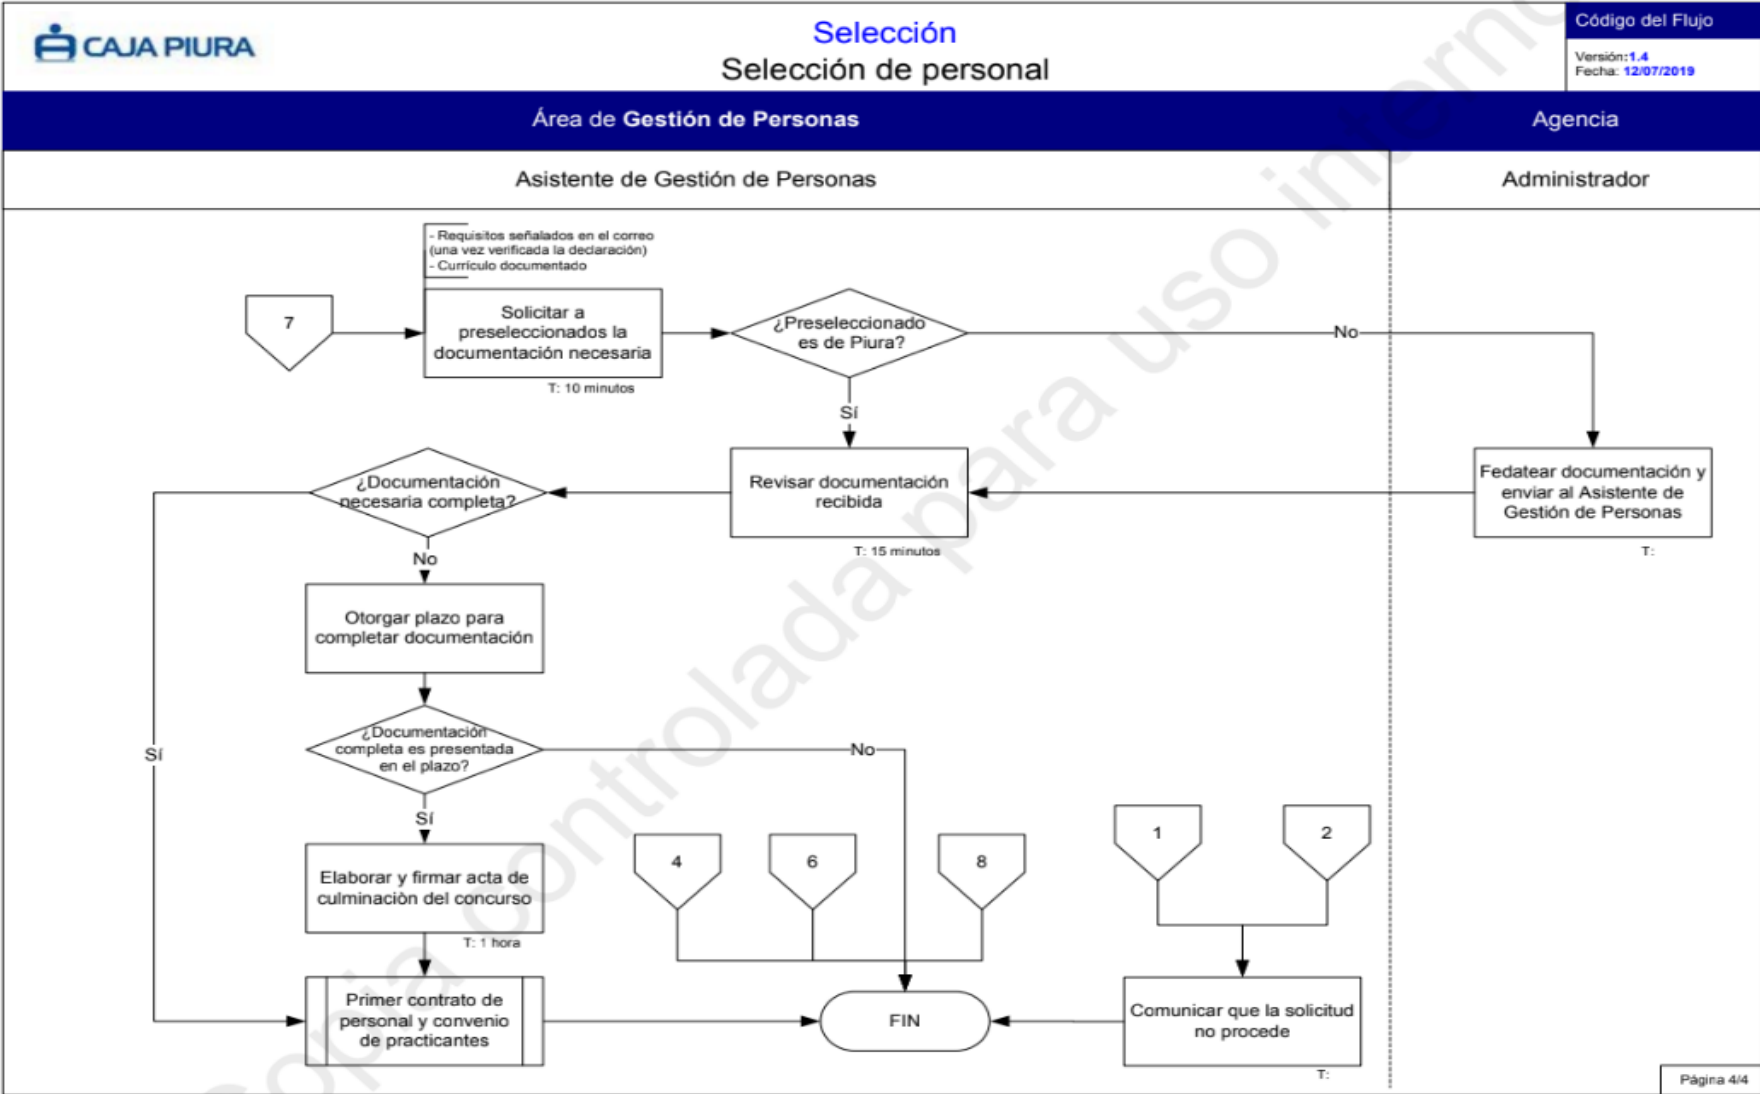 CAJA PIURA
Selección
Selección de personal
Código del Flujo
Versión:1.4
Fecha: 12/07/2019
Área de Gestión de Personas
Agencia
Asistente de Gestión de Personas
Administrador
- Requisitos señalados en el correo
(una vez verificada la declaración)
- Currículo documentado
7
Solicitar a
preseleccionados la
documentación necesaria
T: 10 minutos
¿Preseleccionado
es de Piura?
No
Sí
¿Documentación
necesaria completa?
Revisar documentación
recibida
T: 15 minutos
Fedatear documentación y
enviar al Asistente de
Gestión de Personas
T:
No
Otorgar plazo para
completar documentación
Sí
¿Documentación
completa es presentada
en el plazo?
No
Sí
Elaborar y firmar acta de
culminaciòn del concurso
T: 1 hora
4
6
8
1
2
Primer contrato de
personal y convenio
de practicantes
FIN
Comunicar que la solicitud
no procede
T:
Página 4/4
Copia controlada para uso interno